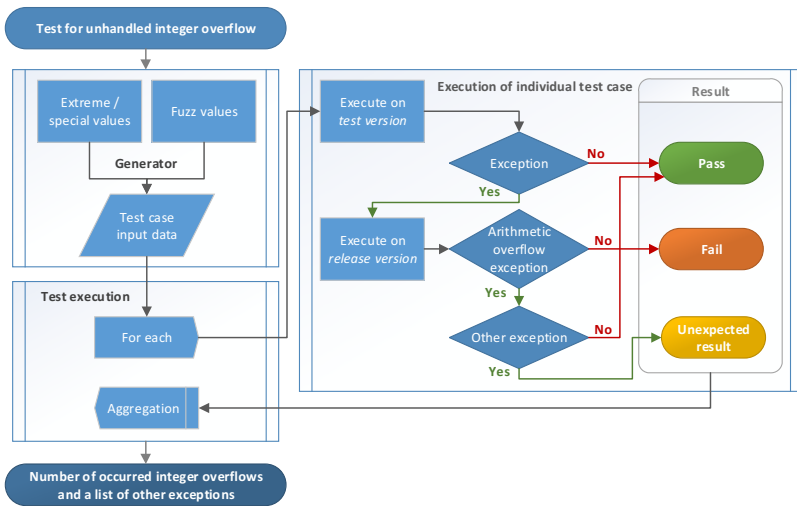 Test for unhandled integer overflow
Extreme /
special values
Fuzz values
Generator
Test case
input data
Test execution
For each
Aggregation
Number of occurred integer overflows
and a list of other exceptions
Execution of individual test case
Execute on
test version
Exception
No
Yes
Execute on
release version
Arithmetic
overflow
exception
No
Yes
Other exception
No
Yes
Result
Pass
Fail
Unexpected
result